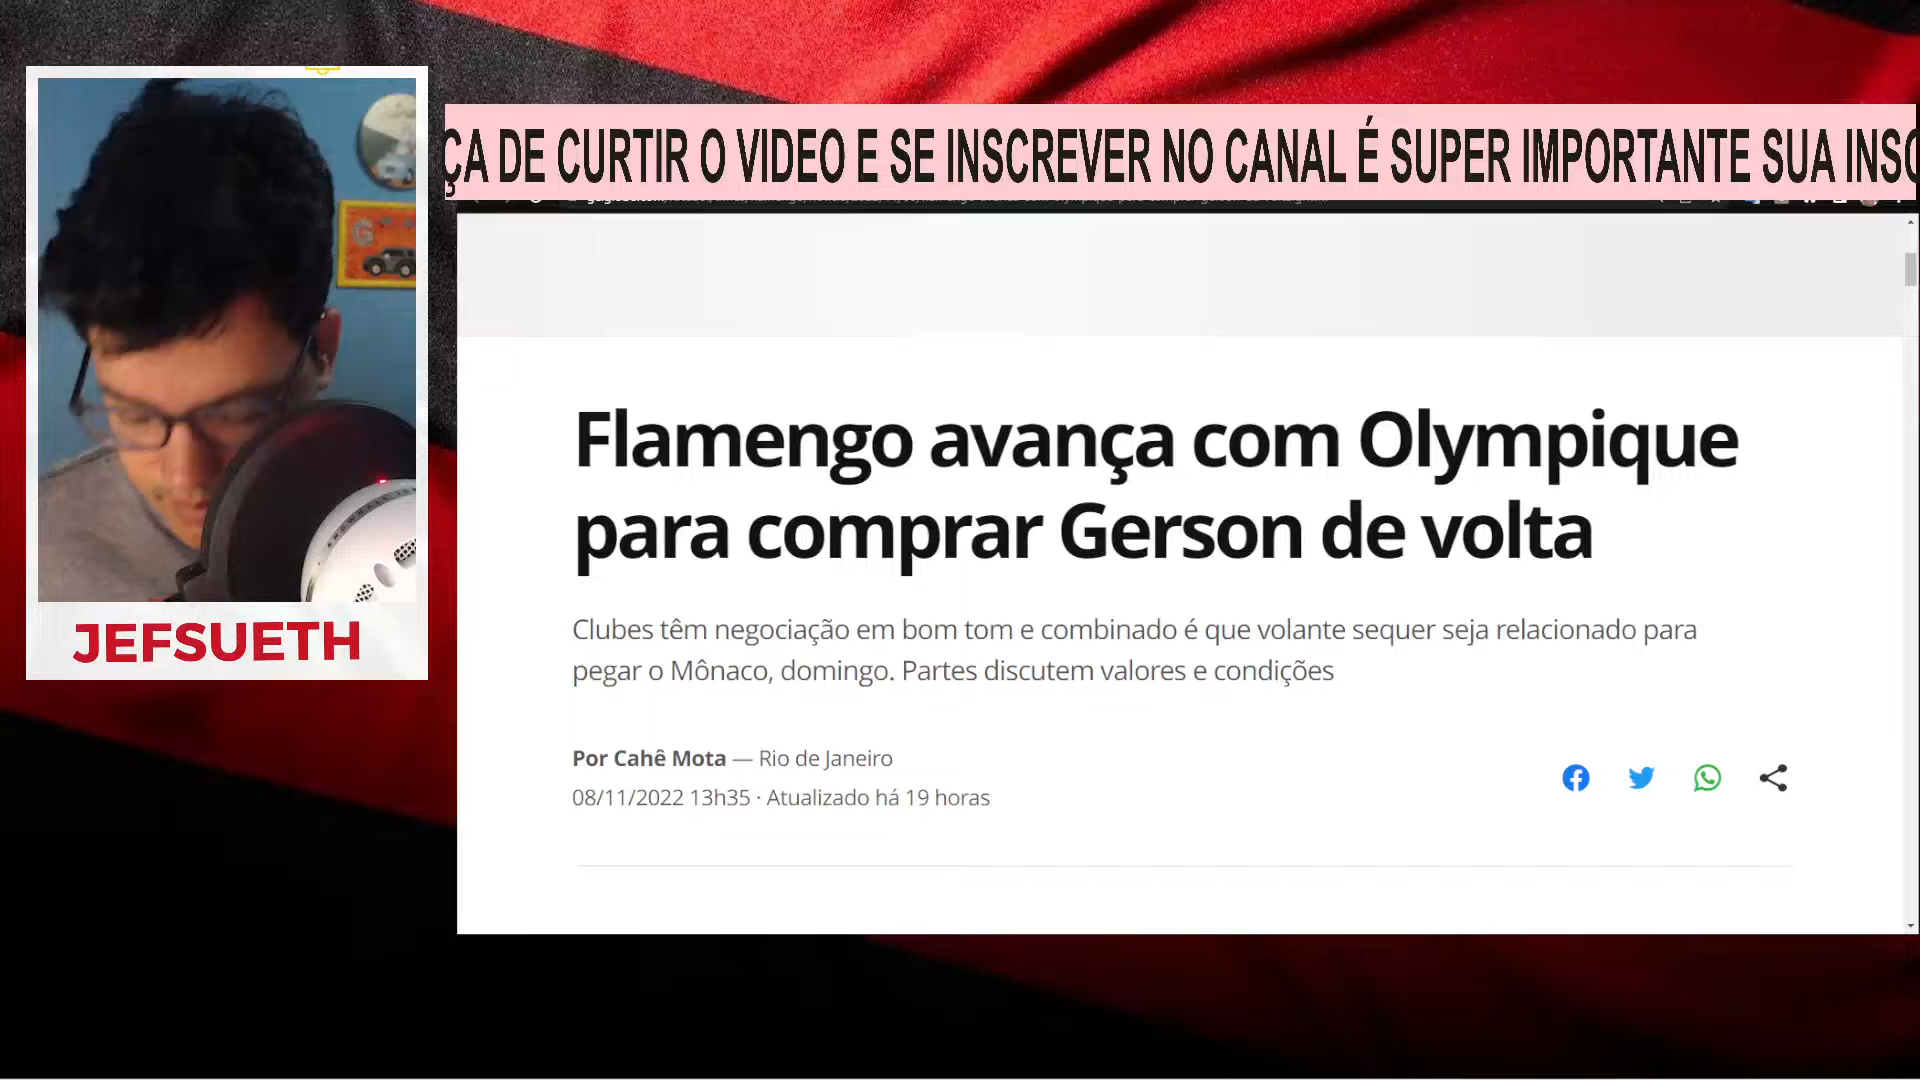 ÇA DE CURTIR O VIDEO E SE INSCREVER NO CANAL É SUPER IMPORTANTE SUA INSC
Flamengo avança com Olympique
para comprar Gerson de volta
Clubes têm negociação em bom tom e combinado é que volante sequer seja relacionado para
pegar o Mônaco, domingo. Partes discutem valores e condições
Por Cahê Mota — Rio de Janeiro
08/11/2022 13h35 · Atualizado há 19 horas
JEFSUETH